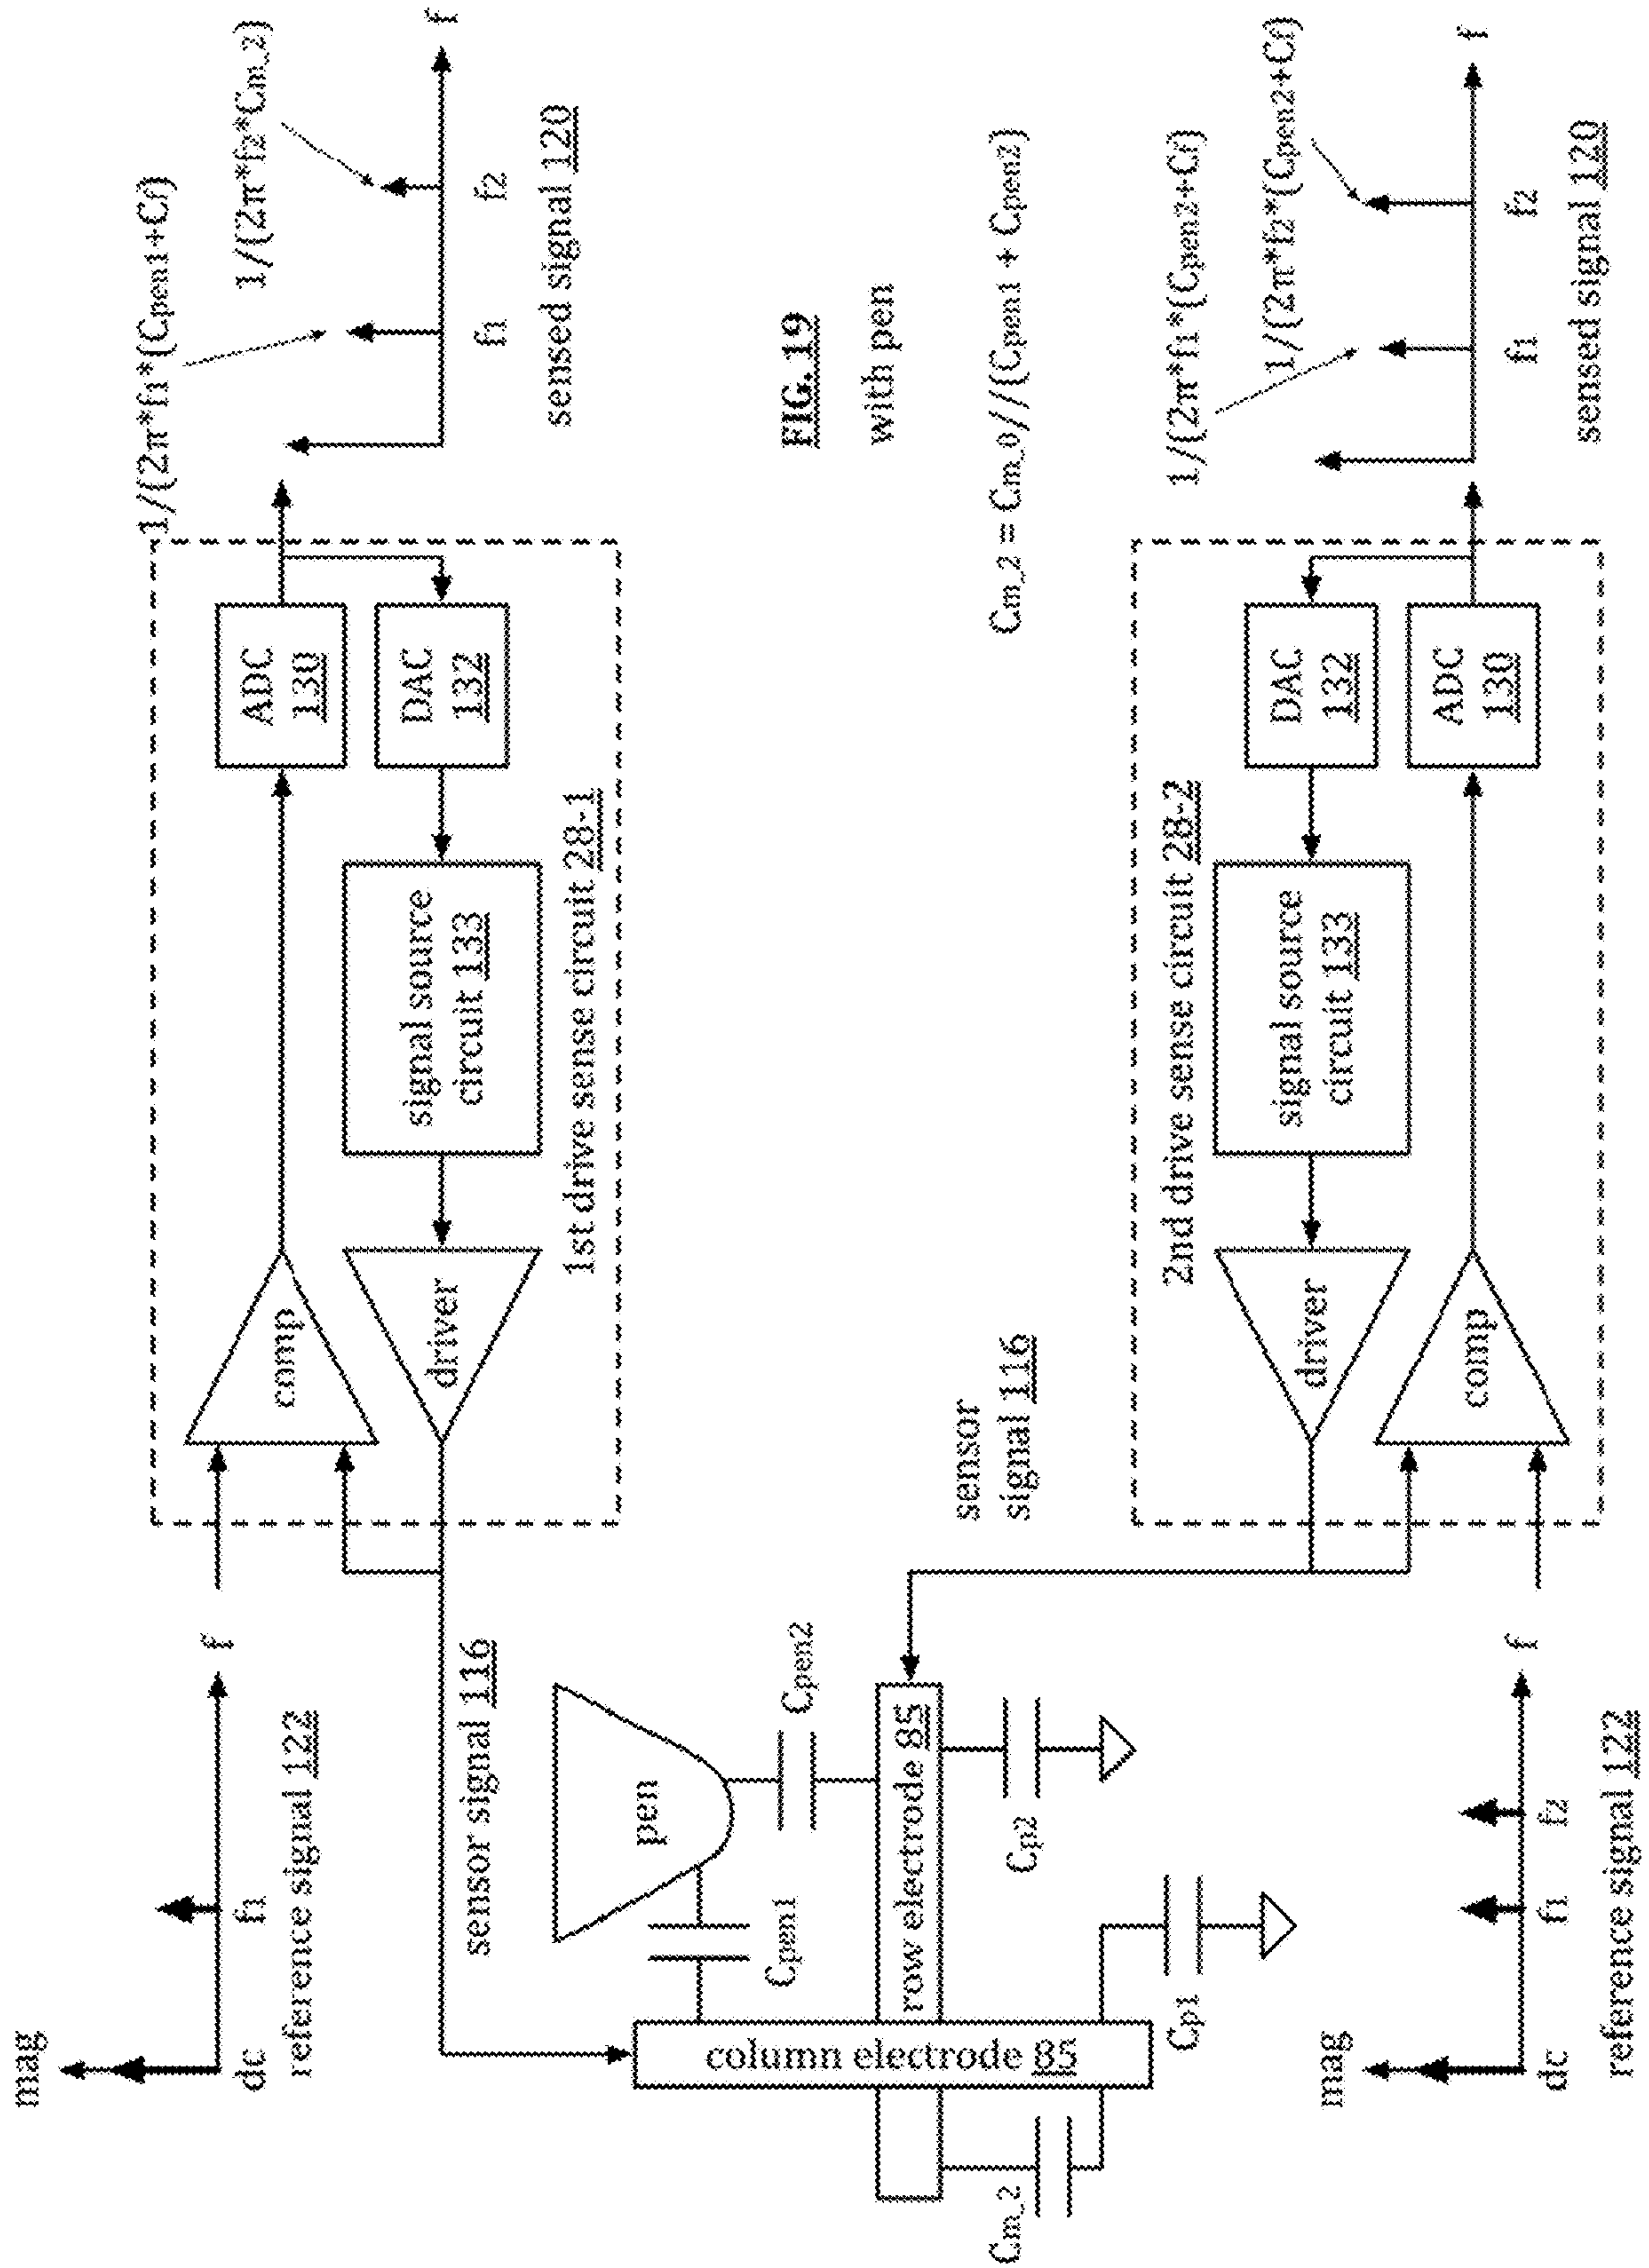 mag
dc
f1
f
reference signal 122
comp
ADC
130
DAC
132
signal source
circuit 133
driver
1st drive sense circuit 28-1
1/(2π*f1*(Cpen1+Cf)
1/(2π*f2*Cm_2)
f
f1
f2
sensed signal 120
sensor signal 116
pen
Cpen1
Cpen2
column electrode 85
row electrode 85
Cm_2
Cp1
Cp2
FIG. 19
with pen
sensor
signal 116
Cm_2 = Cm_0//(Cpen1 + Cpen2)
2nd drive sense circuit 28-2
driver
signal source
circuit 133
DAC
132
comp
ADC
130
1/(2π*f1*(Cpen2+Cf)
1/(2π*f2*(Cpen2+Cf)
f
f1
f2
sensed signal 120
mag
dc
f1
f2
f
reference signal 122